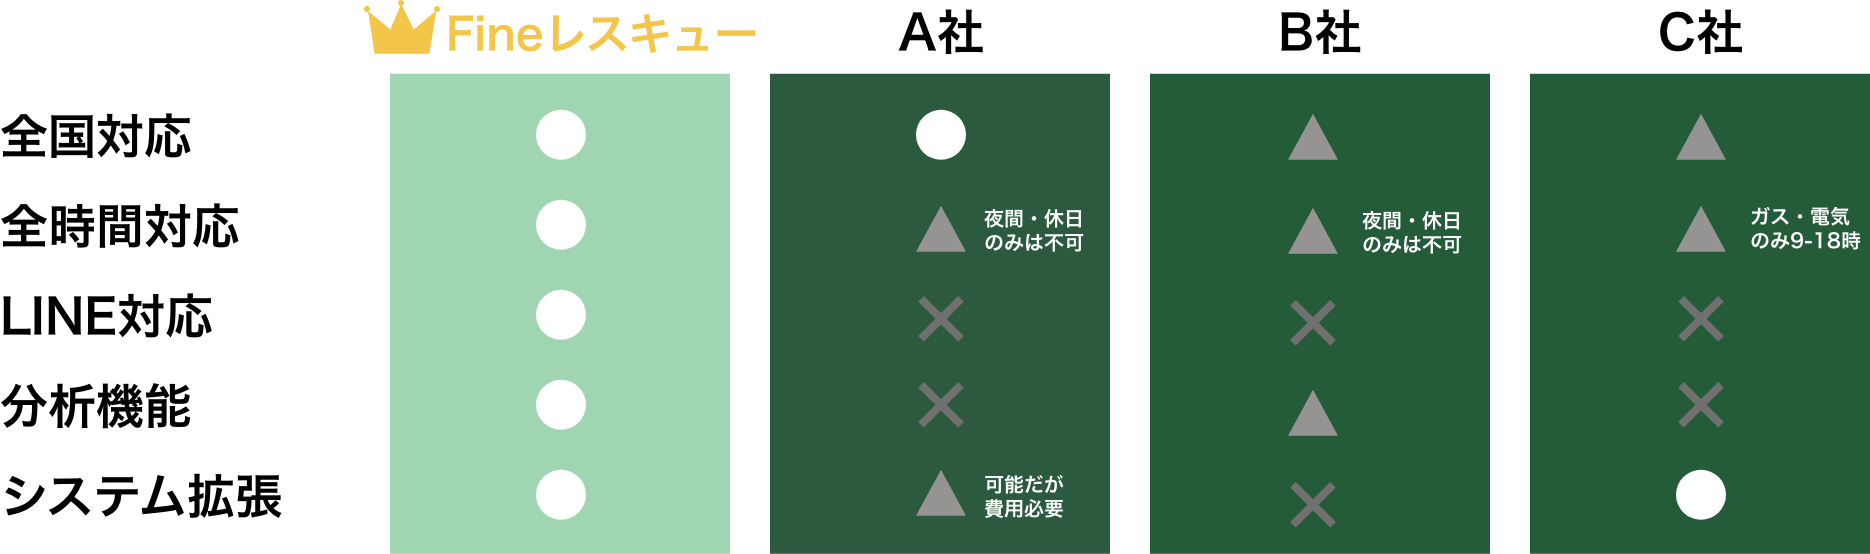 Fineレスキュー A社 B社 C社
全国対応
全時間対応 夜間・休日 夜間・休日 ガス・電気
のみは不可 のみは不可 のみ9-18時
LINE対応
分析機能
システム拡張 可能だが
費用必要